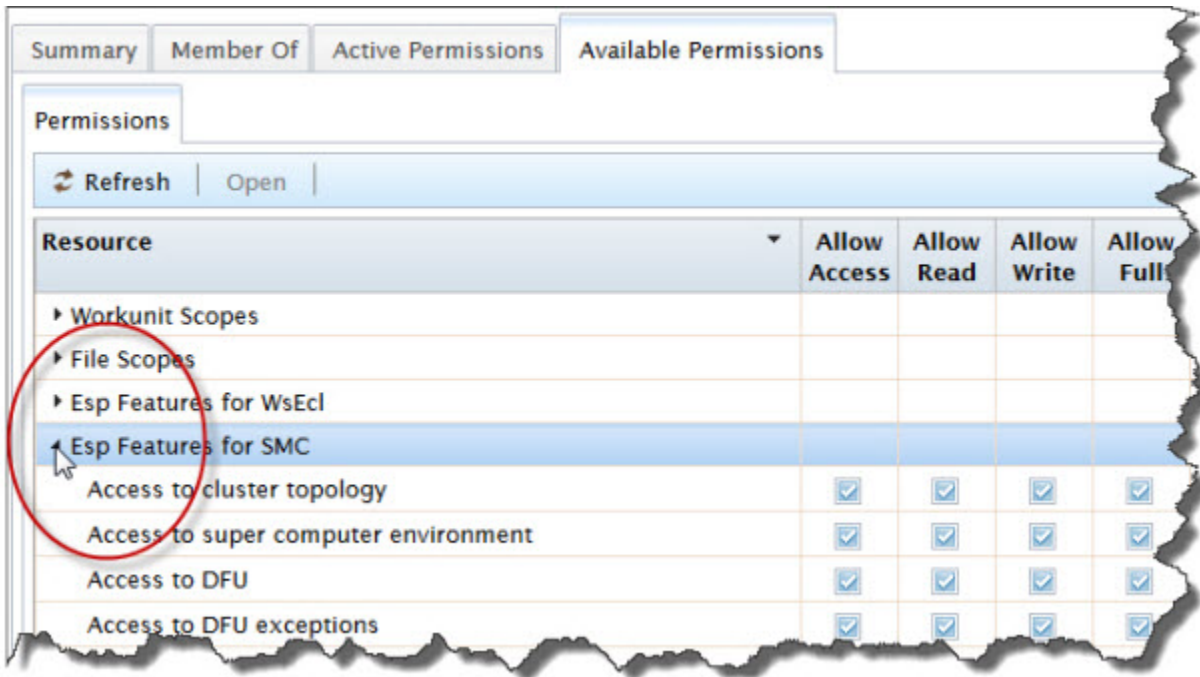 Summary Member Of Active Permissions Available Permissions
Permissions
Refresh Open
Resource Allow Access Allow Read Allow Write Allow Full
Workunit Scopes
File Scopes
Esp Features for WsEcl
Esp Features for SMC
Access to cluster topology
Access to super computer environment
Access to DFU
Access to DFU exceptions